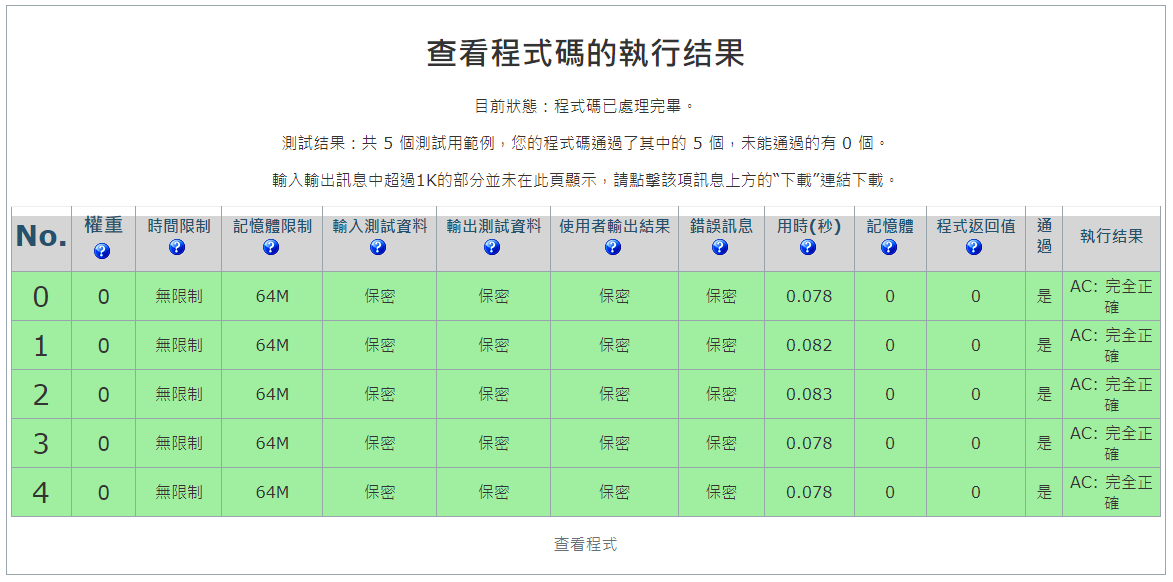 查看程式碼的執行结果
目前狀態：程式碼已處理完畢。
測試结果：共 5 個測試用範例，您的程式碼通過了其中的 5 個，未能通過的有 0 個。
輸入輸出訊息中超過1K的部分並未在此頁顯示，請點擊該項訊息上方的“下載”連结下載。
No. 權重 ? 時間限制 ? 記憶體限制 ? 輸入測試資料 ? 輸出測試資料 ? 使用者輸出結果 ? 錯誤訊息 ? 用時(秒) ? 記憶體 ? 程式返回值 ? 通過 執行结果
0 0 無限制 64M 保密 保密 保密 保密 0.078 0 0 是 AC: 完全正確
1 0 無限制 64M 保密 保密 保密 保密 0.082 0 0 是 AC: 完全正確
2 0 無限制 64M 保密 保密 保密 保密 0.083 0 0 是 AC: 完全正確
3 0 無限制 64M 保密 保密 保密 保密 0.078 0 0 是 AC: 完全正確
4 0 無限制 64M 保密 保密 保密 保密 0.078 0 0 是 AC: 完全正確
查看程式